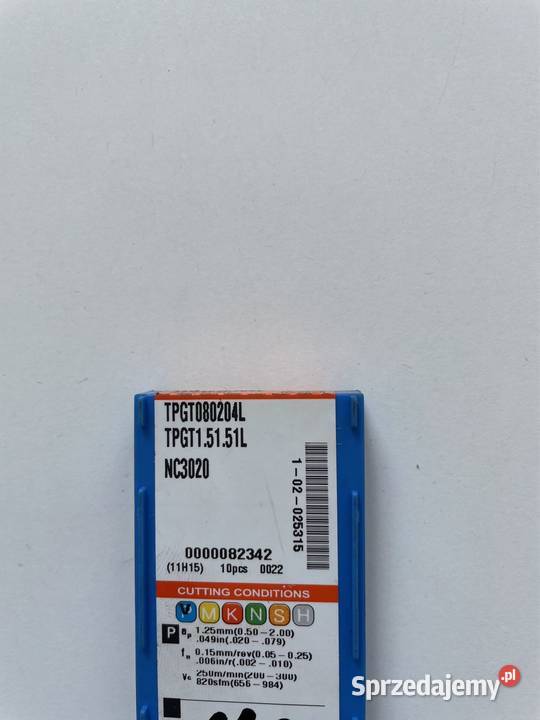 TPGT080204L
TPGT1.51.51L
NC3020
1-02-025315
0000082342
(11H15) 10pcs 0022
CUTTING CONDITIONS
M K N S H
P ap 1.25mm(0.50 - 2.00)
.049in(.020 - .079)
fn 0.15mm/rev(0.05 - 0.25)
.006in/r(.002 - .010)
vc 250m/min(200 - 300)
820sfm(656 - 984)
Sprzedajemy.pl